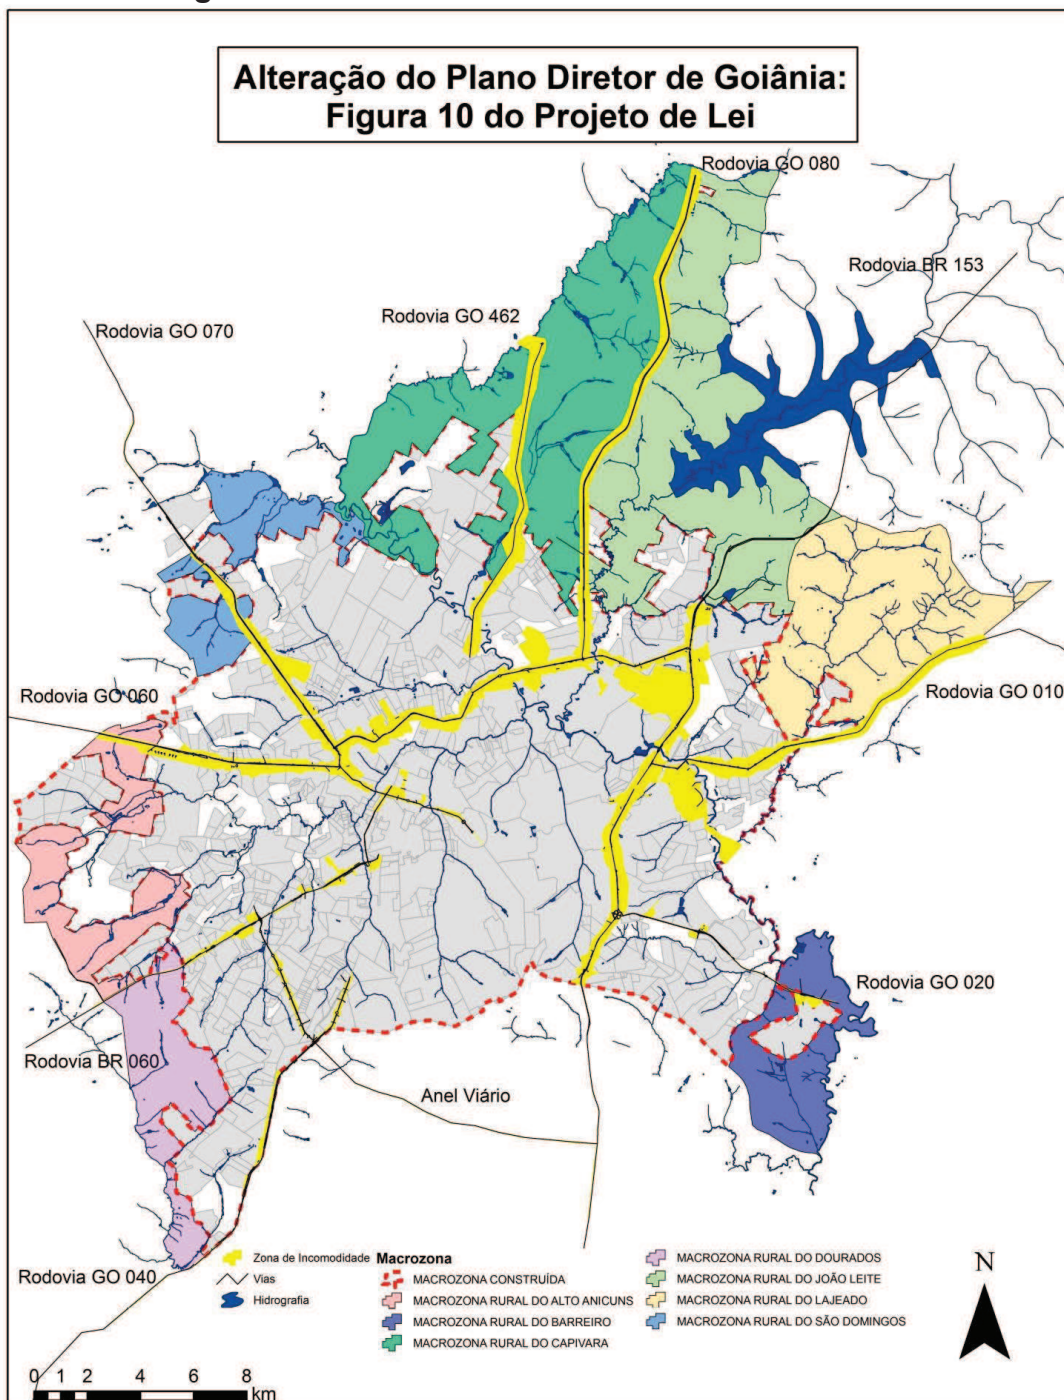 Alteração do Plano Diretor de Goiânia:
Figura 10 do Projeto de Lei
Rodovia GO 080
Rodovia BR 153
Rodovia GO 462
Rodovia GO 070
Rodovia GO 060
Rodovia GO 010
Rodovia GO 020
Rodovia BR 060
Anel Viário
Rodovia GO 040
Zona de Incomodidade
Vias
Hidrografia
Macrozona
MACROZONA CONSTRUÍDA
MACROZONA RURAL DO ALTO ANICUNS
MACROZONA RURAL DO BARREIRO
MACROZONA RURAL DO CAPIVARA
MACROZONA RURAL DO DOURADOS
MACROZONA RURAL DO JOÃO LEITE
MACROZONA RURAL DO LAJEADO
MACROZONA RURAL DO SÃO DOMINGOS
N
0 1 2 4 6 8
km